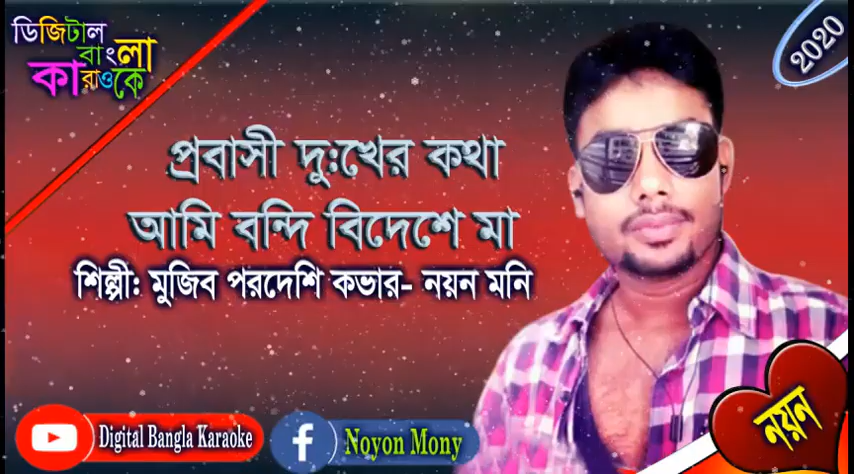 ডিজিটাল
বাংলা
কারাওকে
2020
প্রবাসী দু:খের কথা
আমি বন্দি বিদেশে মা
শিল্পী: মুজিব পরদেশি কভার- নয়ন মনি
Digital Bangla Karaoke
Noyon Mony
নয়ন